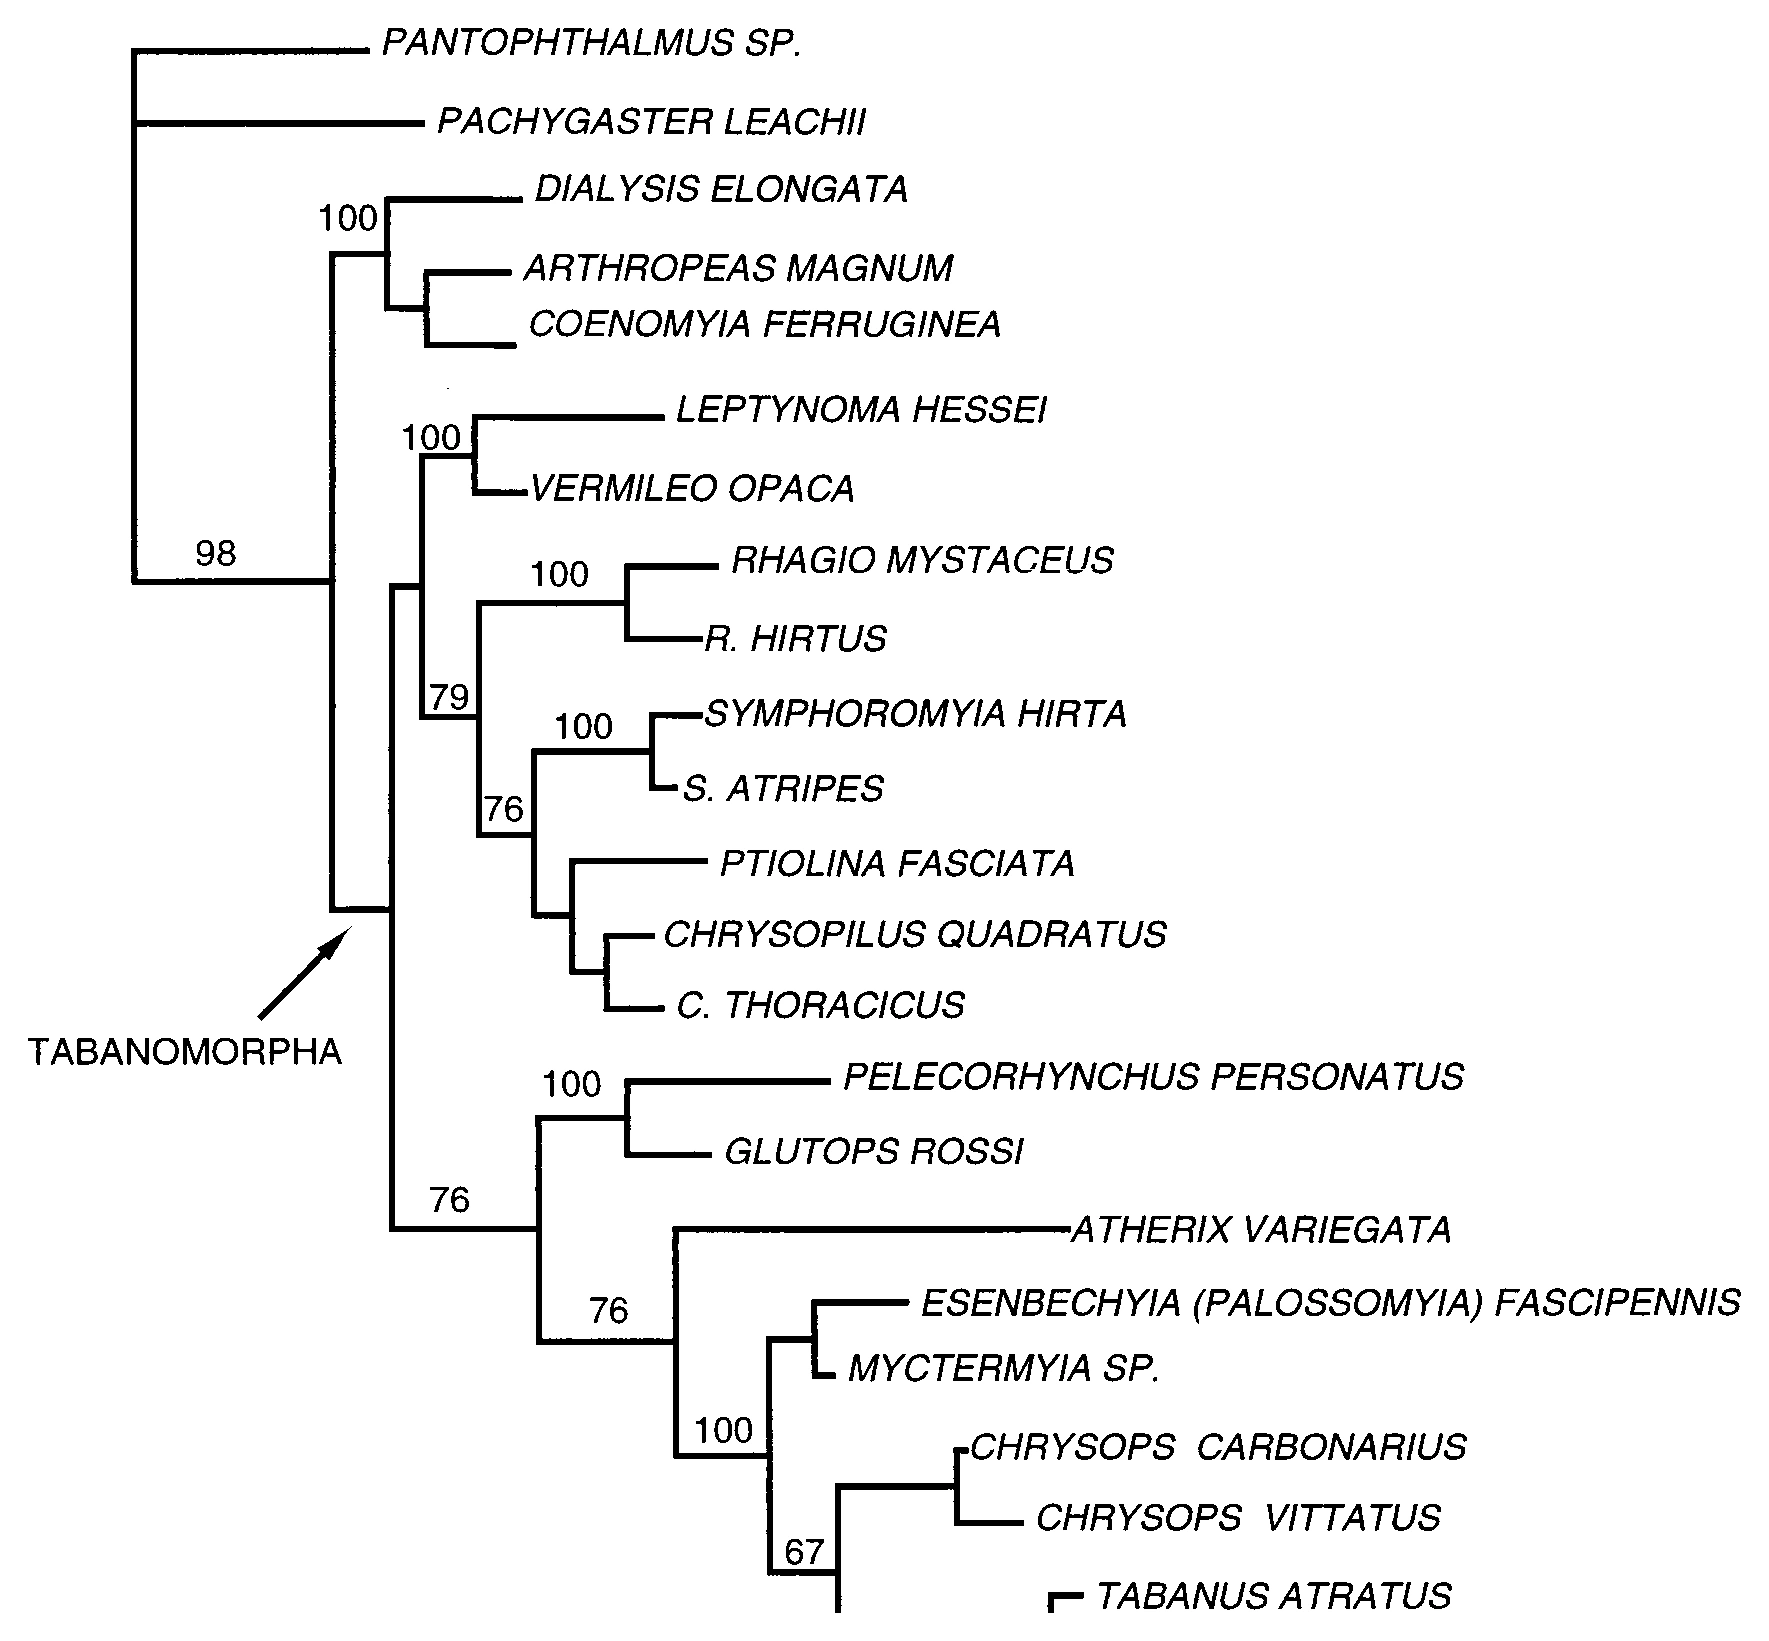 PANTOPHTHALMUS SP.
PACHYGASTER LEACHII
DIALYSIS ELONGATA
100
ARTHROPEAS MAGNUM
COENOMYIA FERRUGINEA
LEPTYNOMA HESSEI
100
VERMILEO OPACA
98
RHAGIO MYSTACEUS
100
R. HIRTUS
79
SYMPHOROMYIA HIRTA
100
S. ATRIPES
76
PTIOLINA FASCIATA
CHRYSOPILUS QUADRATUS
C. THORACICUS
TABANOMORPHA
PELECORHYNCHUS PERSONATUS
100
GLUTOPS ROSSI
76
ATHERIX VARIEGATA
ESENBECHYIA (PALOSSOMYIA) FASCIPENNIS
76
MYCTERMYIA SP.
100
CHRYSOPS CARBONARIUS
CHRYSOPS VITTATUS
67
TABANUS ATRATUS